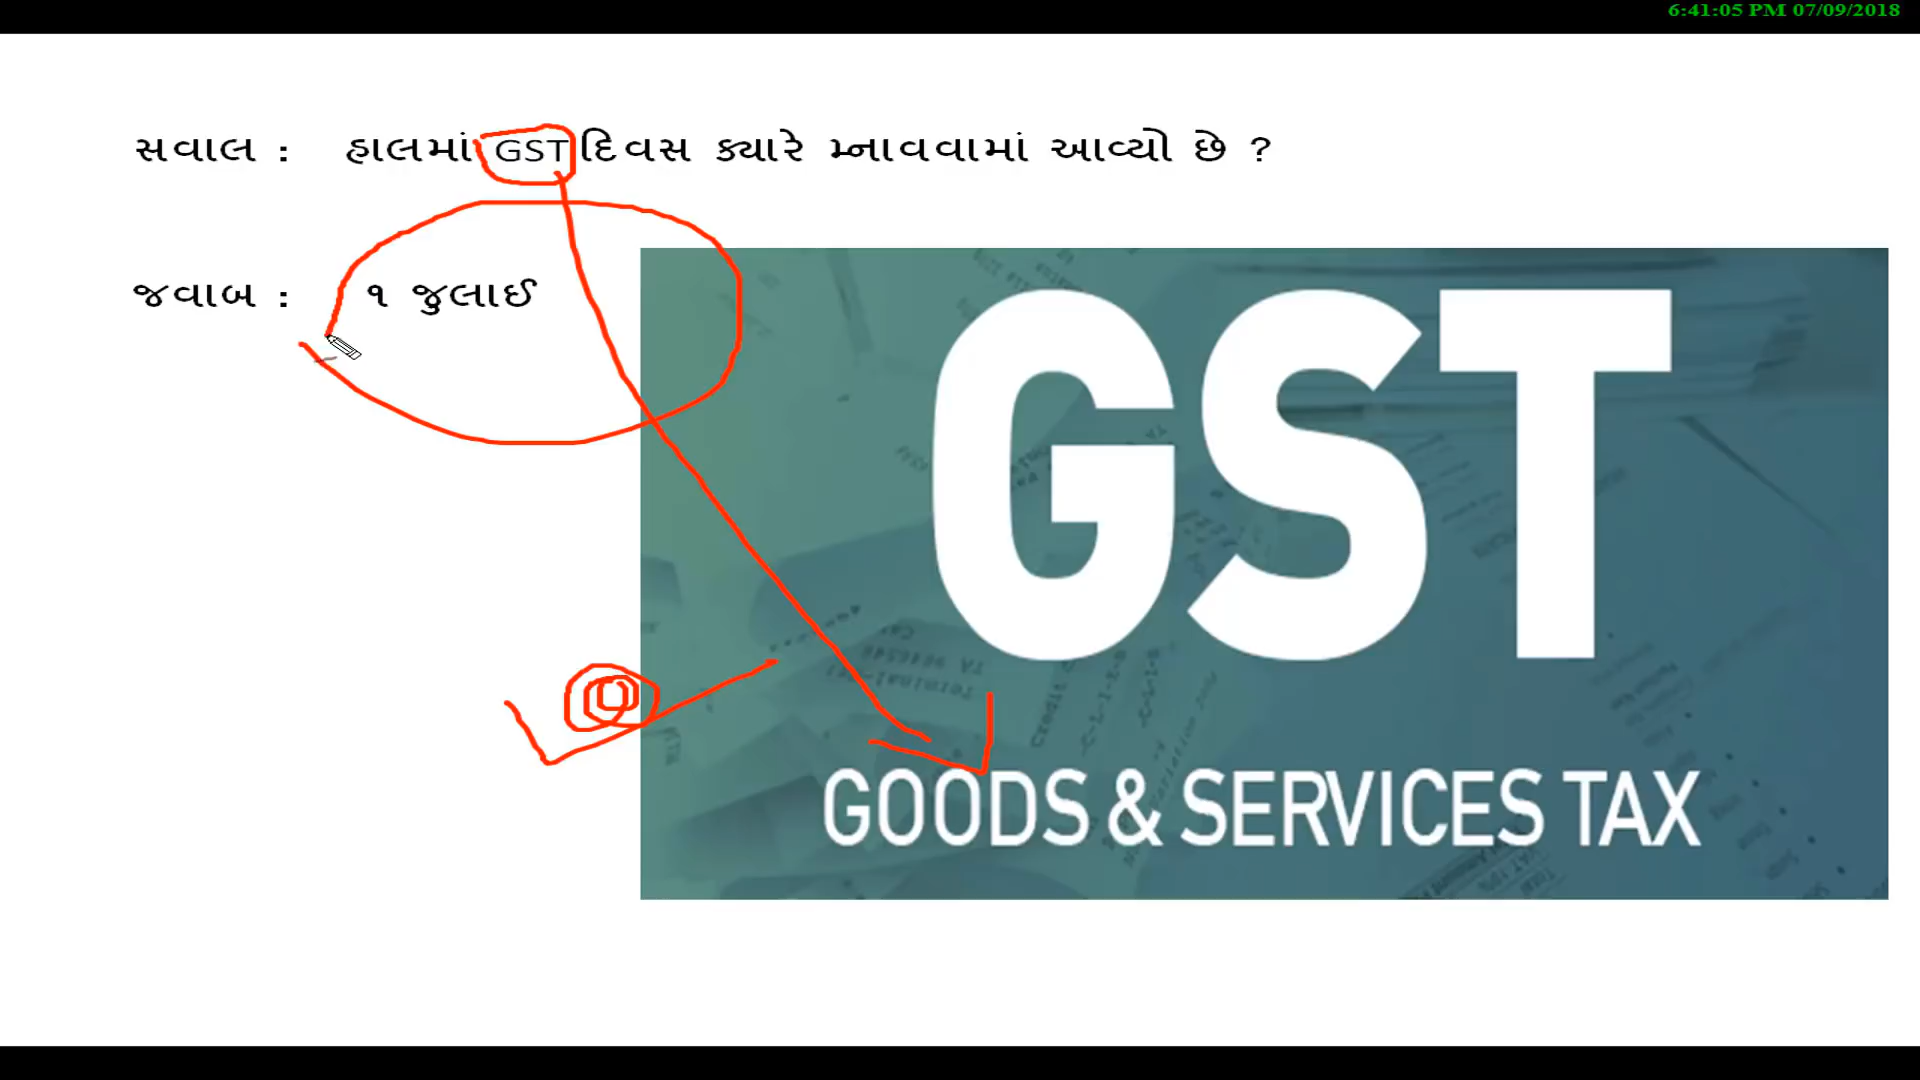 6:41:05 PM 07/09/2018
સવાલ : હાલમાં GST દિવસ ક્યારે મ્નાવવામાં આવ્યો છે ?
જવાબ : ૧ જુલાઈ
GST
GOODS & SERVICES TAX